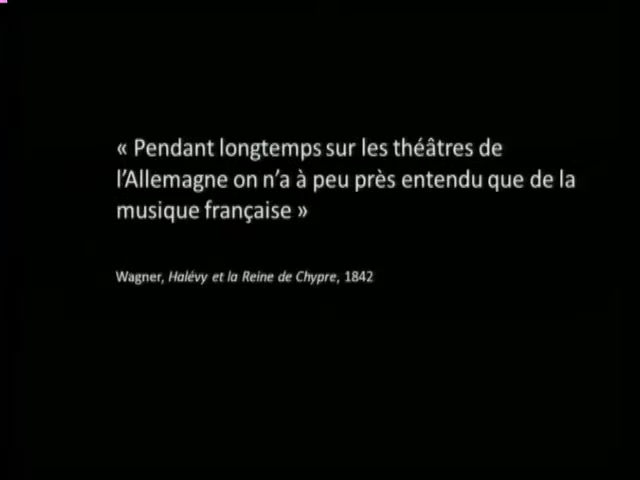 « Pendant longtemps sur les théâtres de
l’Allemagne on n’a à peu près entendu que de la
musique française »
Wagner, Halévy et la Reine de Chypre, 1842